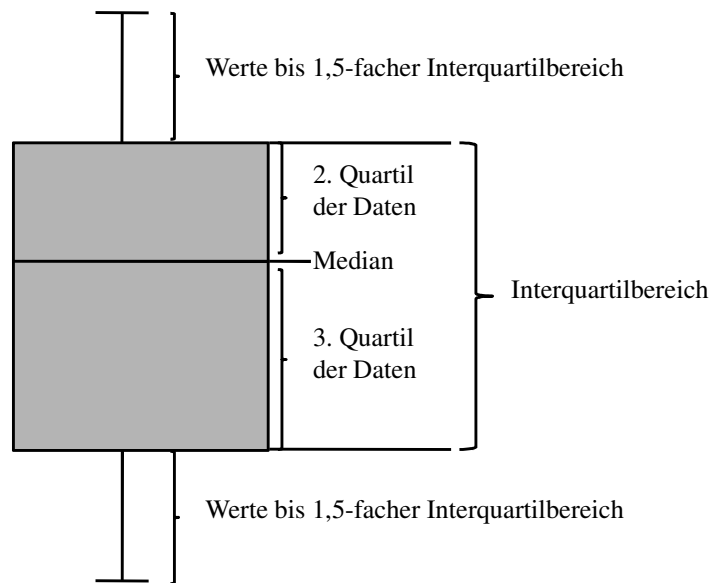 Werte bis 1,5-facher Interquartilbereich
2. Quartil
der Daten
Median
Interquartilbereich
3. Quartil
der Daten
Werte bis 1,5-facher Interquartilbereich